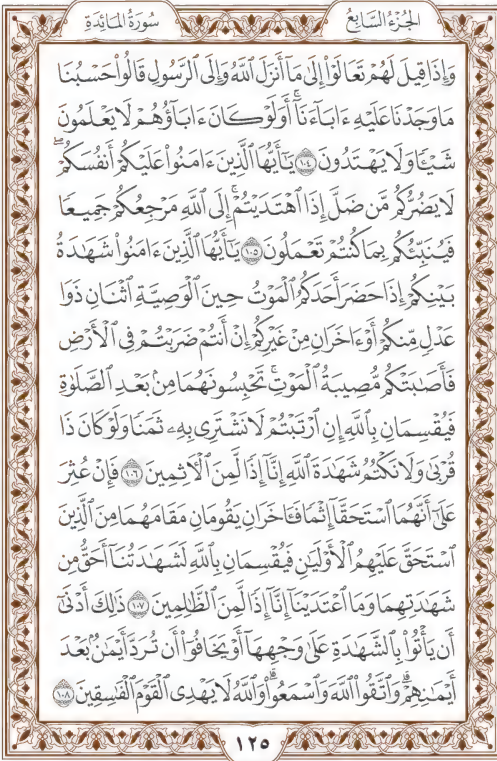 الجزء السابع
سورة المائدة
وَإِذَا قِيلَ لَهُمْ تَعَالَوْاْ إِلَىٰ مَآ أَنزَلَ ٱللَّهُ وَإِلَى ٱلرَّسُولِ قَالُواْ حَسْبُنَا
مَا وَجَدْنَا عَلَيْهِ ءَابَآءَنَآۚ أَوَلَوْ كَانَ ءَابَآؤُهُمْ لَا يَعْلَمُونَ
شَيْـًٔا وَلَا يَهْتَدُونَ ١٠٤ يَٰٓأَيُّهَا ٱلَّذِينَ ءَامَنُواْ عَلَيْكُمْ أَنفُسَكُمْۖ
لَا يَضُرُّكُم مَّن ضَلَّ إِذَا ٱهْتَدَيْتُمْۚ إِلَى ٱللَّهِ مَرْجِعُكُمْ جَمِيعًا
فَيُنَبِّئُكُم بِمَا كُنتُمْ تَعْمَلُونَ ١٠٥ يَٰٓأَيُّهَا ٱلَّذِينَ ءَامَنُواْ شَهَٰدَةُ
بَيْنِكُمْ إِذَا حَضَرَ أَحَدَكُمُ ٱلْمَوْتُ حِينَ ٱلْوَصِيَّةِ ٱثْنَانِ ذَوَا
عَدْلٍ مِّنكُمْ أَوْ ءَاخَرَانِ مِنْ غَيْرِكُمْ إِنْ أَنتُمْ ضَرَبْتُمْ فِي ٱلْأَرْضِ
فَأَصَٰبَتْكُم مُّصِيبَةُ ٱلْمَوْتِۚ تَحْبِسُونَهُمَا مِنۢ بَعْدِ ٱلصَّلَوٰةِ
فَيُقْسِمَانِ بِٱللَّهِ إِنِ ٱرْتَبْتُمْ لَا نَشْتَرِي بِهِۦ ثَمَنًا وَلَوْ كَانَ ذَا
قُرْبَىٰ وَلَا نَكْتُمُ شَهَٰدَةَ ٱللَّهِ إِنَّآ إِذًا لَّمِنَ ٱلْأٓثِمِينَ ١٠٦ فَإِنْ عُثِرَ
عَلَىٰٓ أَنَّهُمَا ٱسْتَحَقَّآ إِثْمًا فَـَٔاخَرَانِ يَقُومَانِ مَقَامَهُمَا مِنَ ٱلَّذِينَ
ٱسْتَحَقَّ عَلَيْهِمُ ٱلْأَوْلَيَٰنِ فَيُقْسِمَانِ بِٱللَّهِ لَشَهَٰدَتُنَآ أَحَقُّ مِن
شَهَٰدَتِهِمَا وَمَا ٱعْتَدَيْنَآ إِنَّآ إِذًا لَّمِنَ ٱلظَّٰلِمِينَ ١٠٧ ذَٰلِكَ أَدْنَىٰٓ
أَن يَأْتُواْ بِٱلشَّهَٰدَةِ عَلَىٰ وَجْهِهَآ أَوْ يَخَافُوٓاْ أَن تُرَدَّ أَيْمَٰنٌۢ بَعْدَ
أَيْمَٰنِهِمْۗ وَٱتَّقُواْ ٱللَّهَ وَٱسْمَعُواْۗ وَٱللَّهُ لَا يَهْدِي ٱلْقَوْمَ ٱلْفَٰسِقِينَ ١٠٨
١٢٥